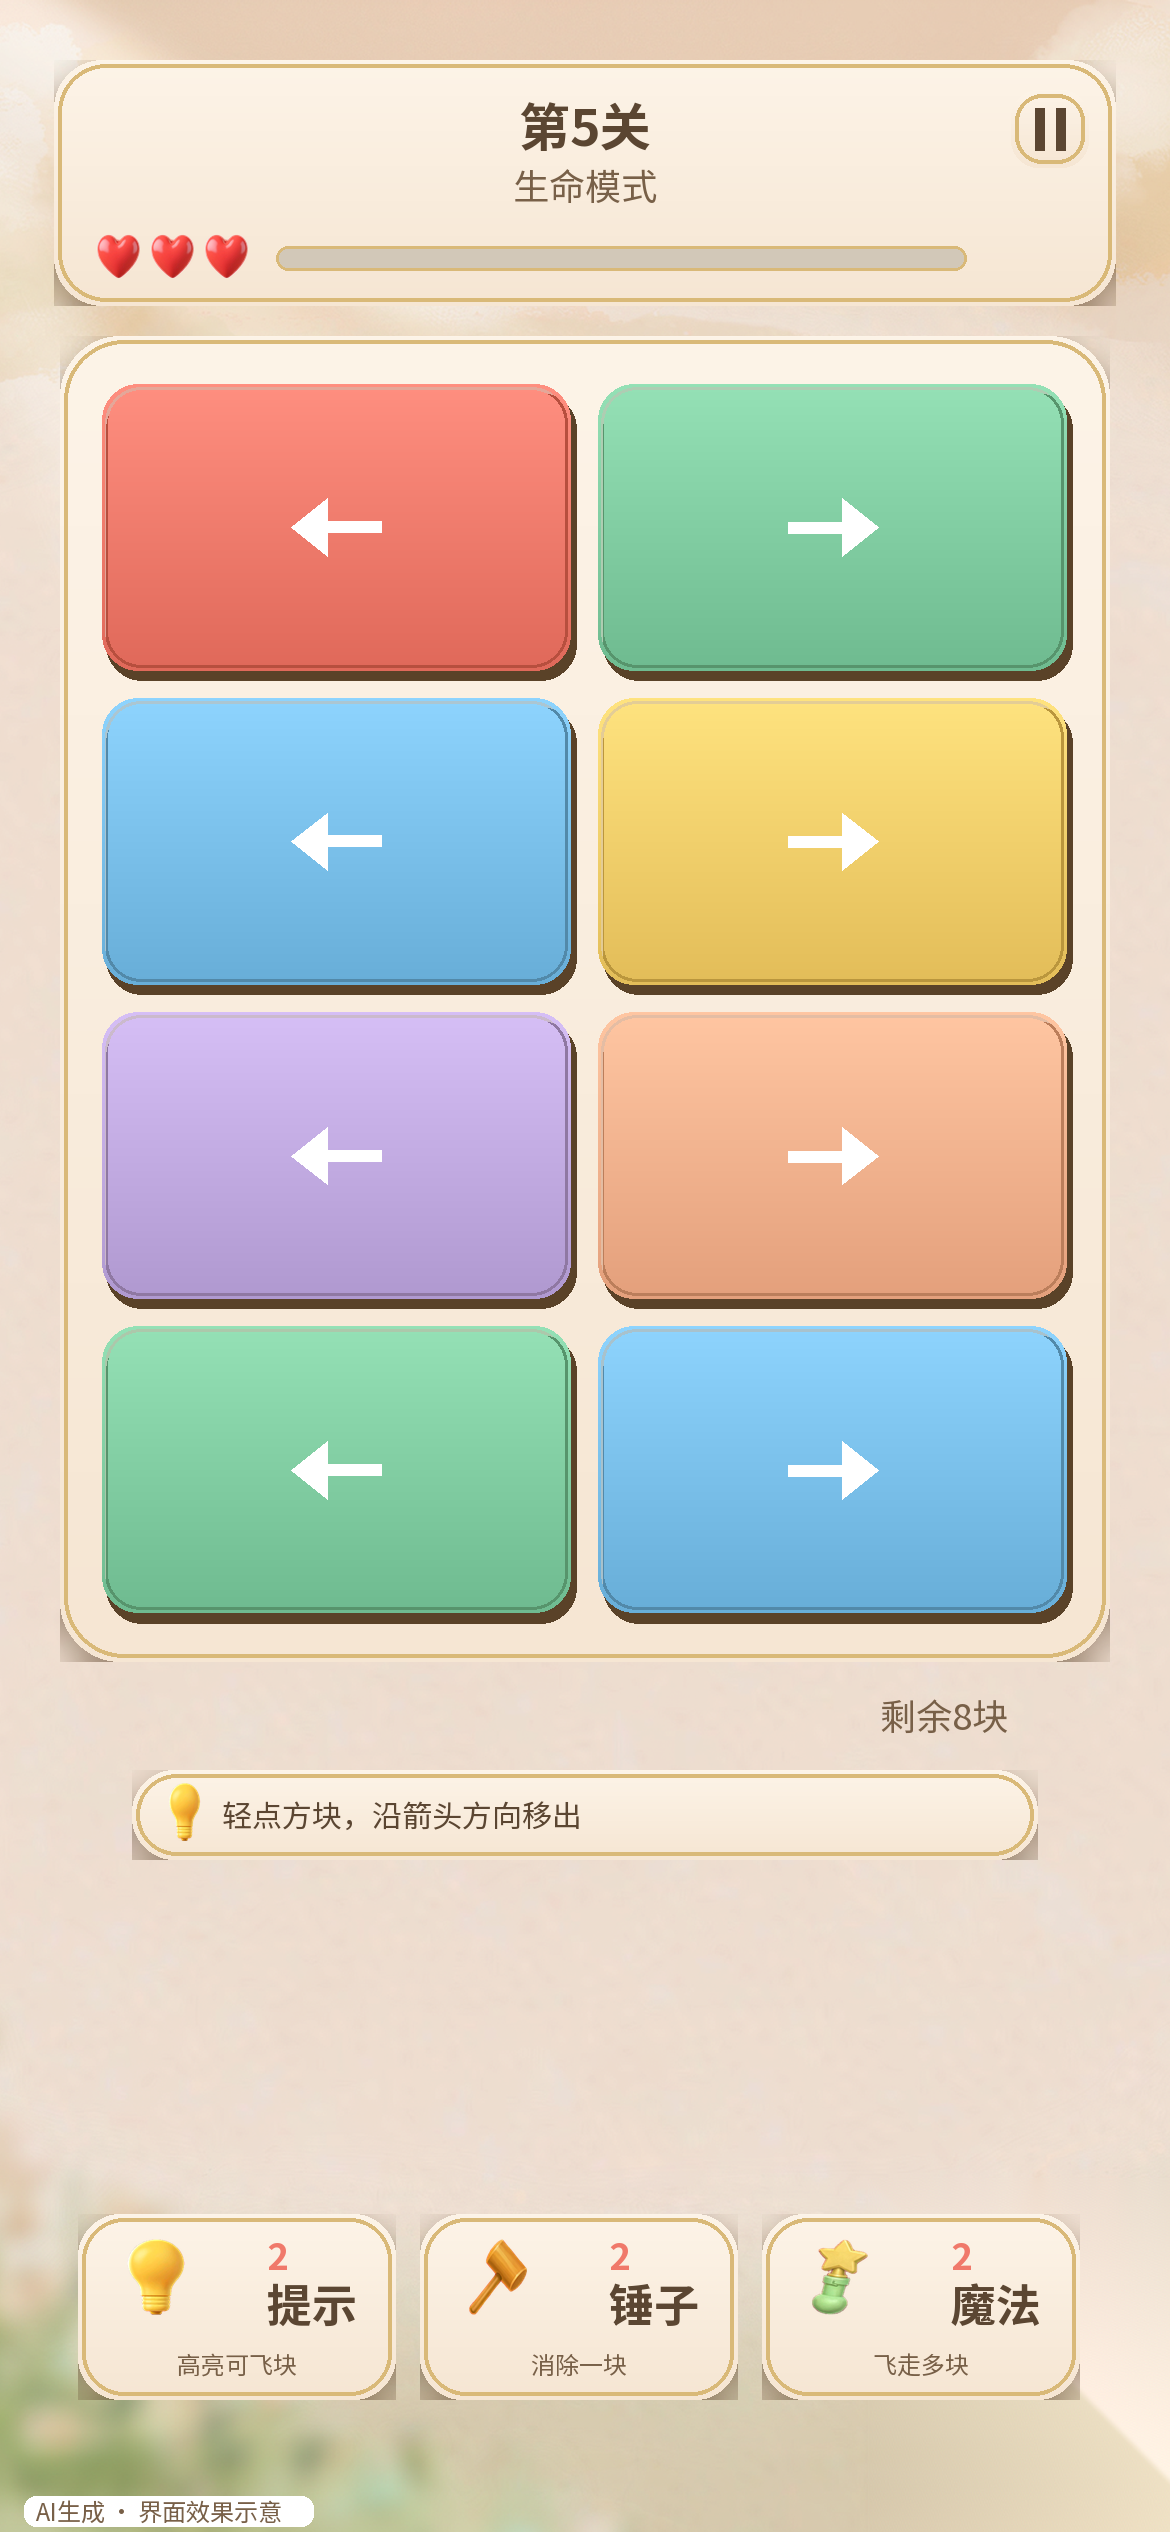 第5关
生命模式
剩余8块
轻点方块，沿箭头方向移出
2
提示
高亮可飞块
2
锤子
消除一块
2
魔法
飞走多块
AI生成 · 界面效果示意